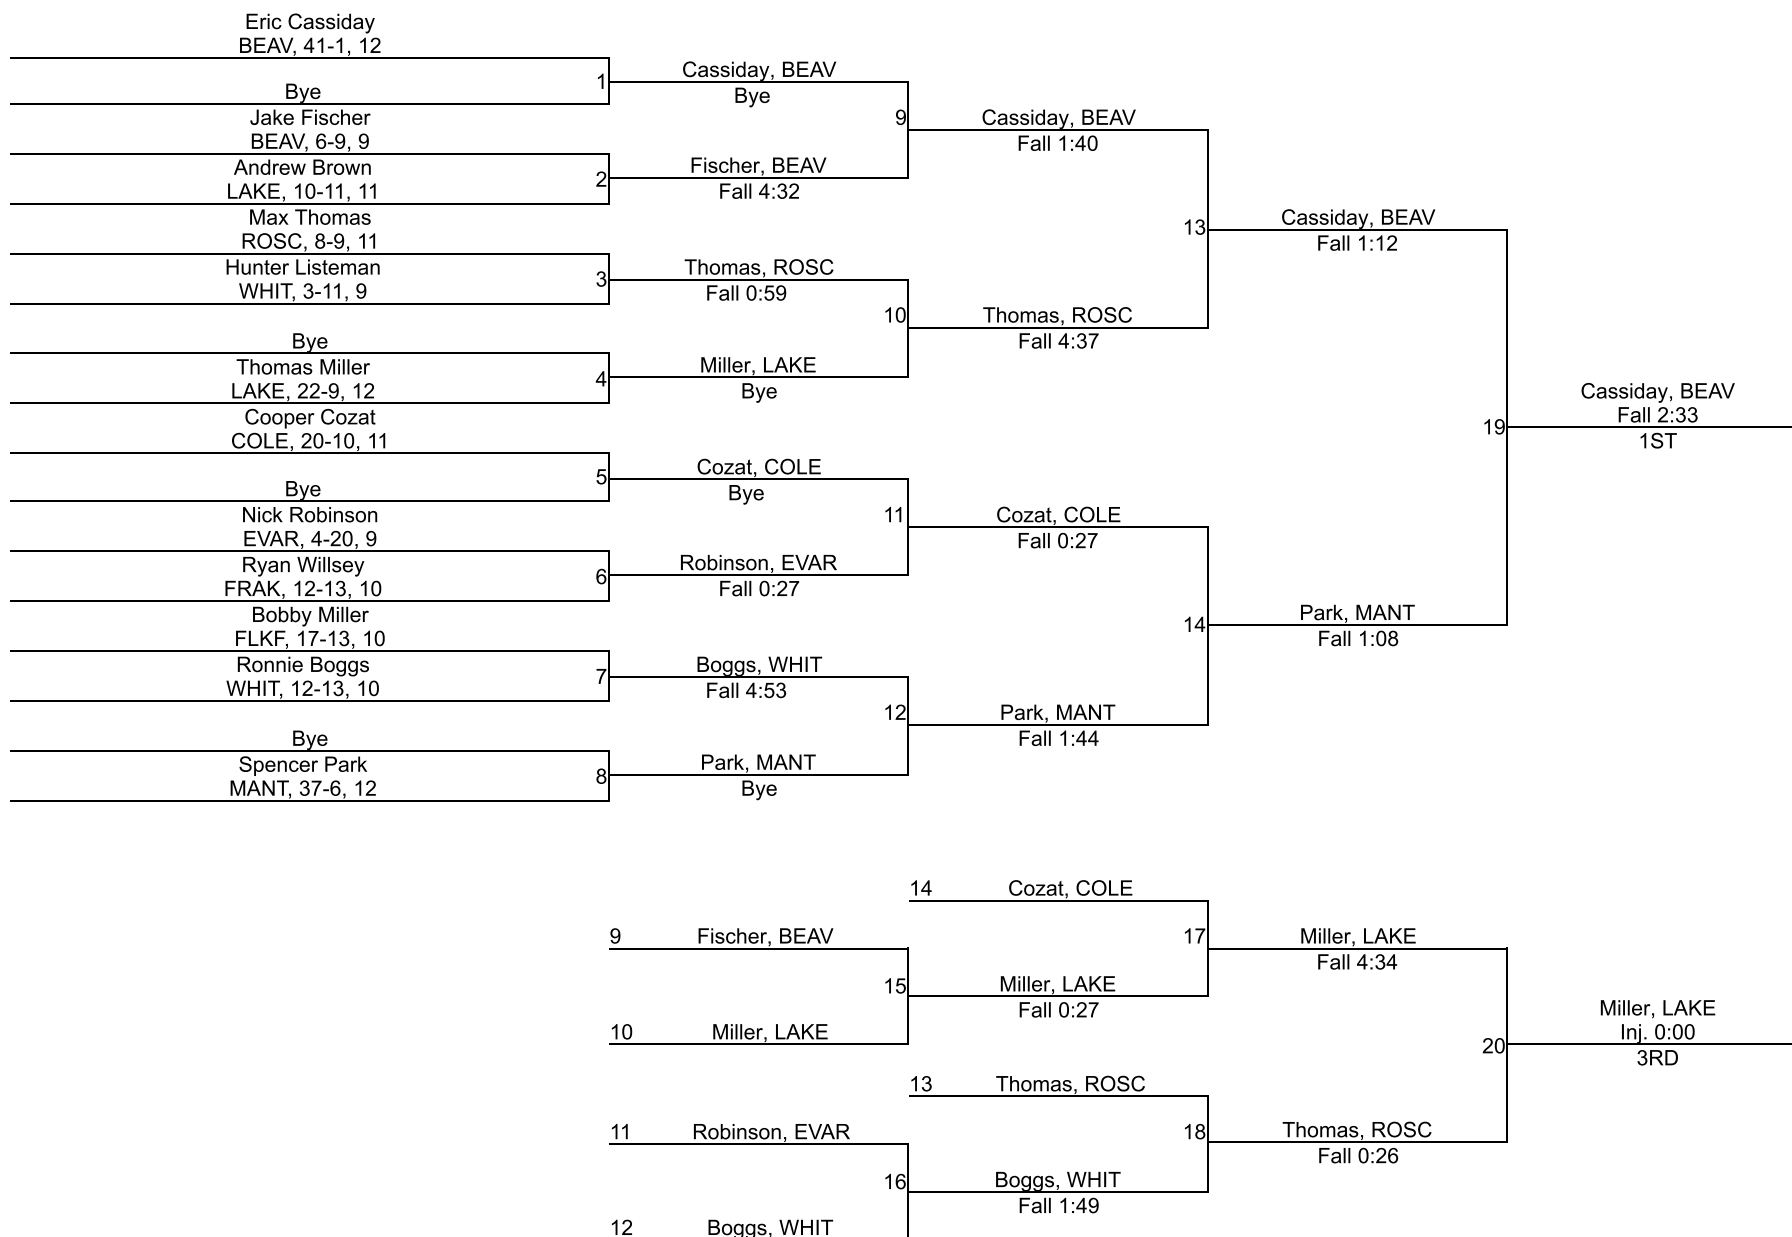 Eric Cassiday
BEAV, 41-1, 12
1
Bye
Jake Fischer
BEAV, 6-9, 9
Andrew Brown
LAKE, 10-11, 11
2
Max Thomas
ROSC, 8-9, 11
Hunter Listeman
WHIT, 3-11, 9
3
Bye
Thomas Miller
LAKE, 22-9, 12
4
Cooper Cozat
COLE, 20-10, 11
5
Bye
Nick Robinson
EVAR, 4-20, 9
Ryan Willsey
FRAK, 12-13, 10
6
Bobby Miller
FLKF, 17-13, 10
Ronnie Boggs
WHIT, 12-13, 10
7
Bye
Spencer Park
MANT, 37-6, 12
8
Cassiday, BEAV
Bye
9
Fischer, BEAV
Fall 4:32
Thomas, ROSC
Fall 0:59
10
Miller, LAKE
Bye
Cozat, COLE
Bye
11
Robinson, EVAR
Fall 0:27
Boggs, WHIT
Fall 4:53
12
Park, MANT
Bye
Cassiday, BEAV
Fall 1:40
13
Thomas, ROSC
Fall 4:37
Cozat, COLE
Fall 0:27
14
Park, MANT
Fall 1:44
Cassiday, BEAV
Fall 1:12
19
Park, MANT
Fall 1:08
Cassiday, BEAV
Fall 2:33
1ST
14 Cozat, COLE
9 Fischer, BEAV
15
10 Miller, LAKE
17
Miller, LAKE
Fall 0:27
13 Thomas, ROSC
11 Robinson, EVAR
16
12 Boggs, WHIT
18
Boggs, WHIT
Fall 1:49
Miller, LAKE
Fall 4:34
20
Thomas, ROSC
Fall 0:26
Miller, LAKE
Inj. 0:00
3RD